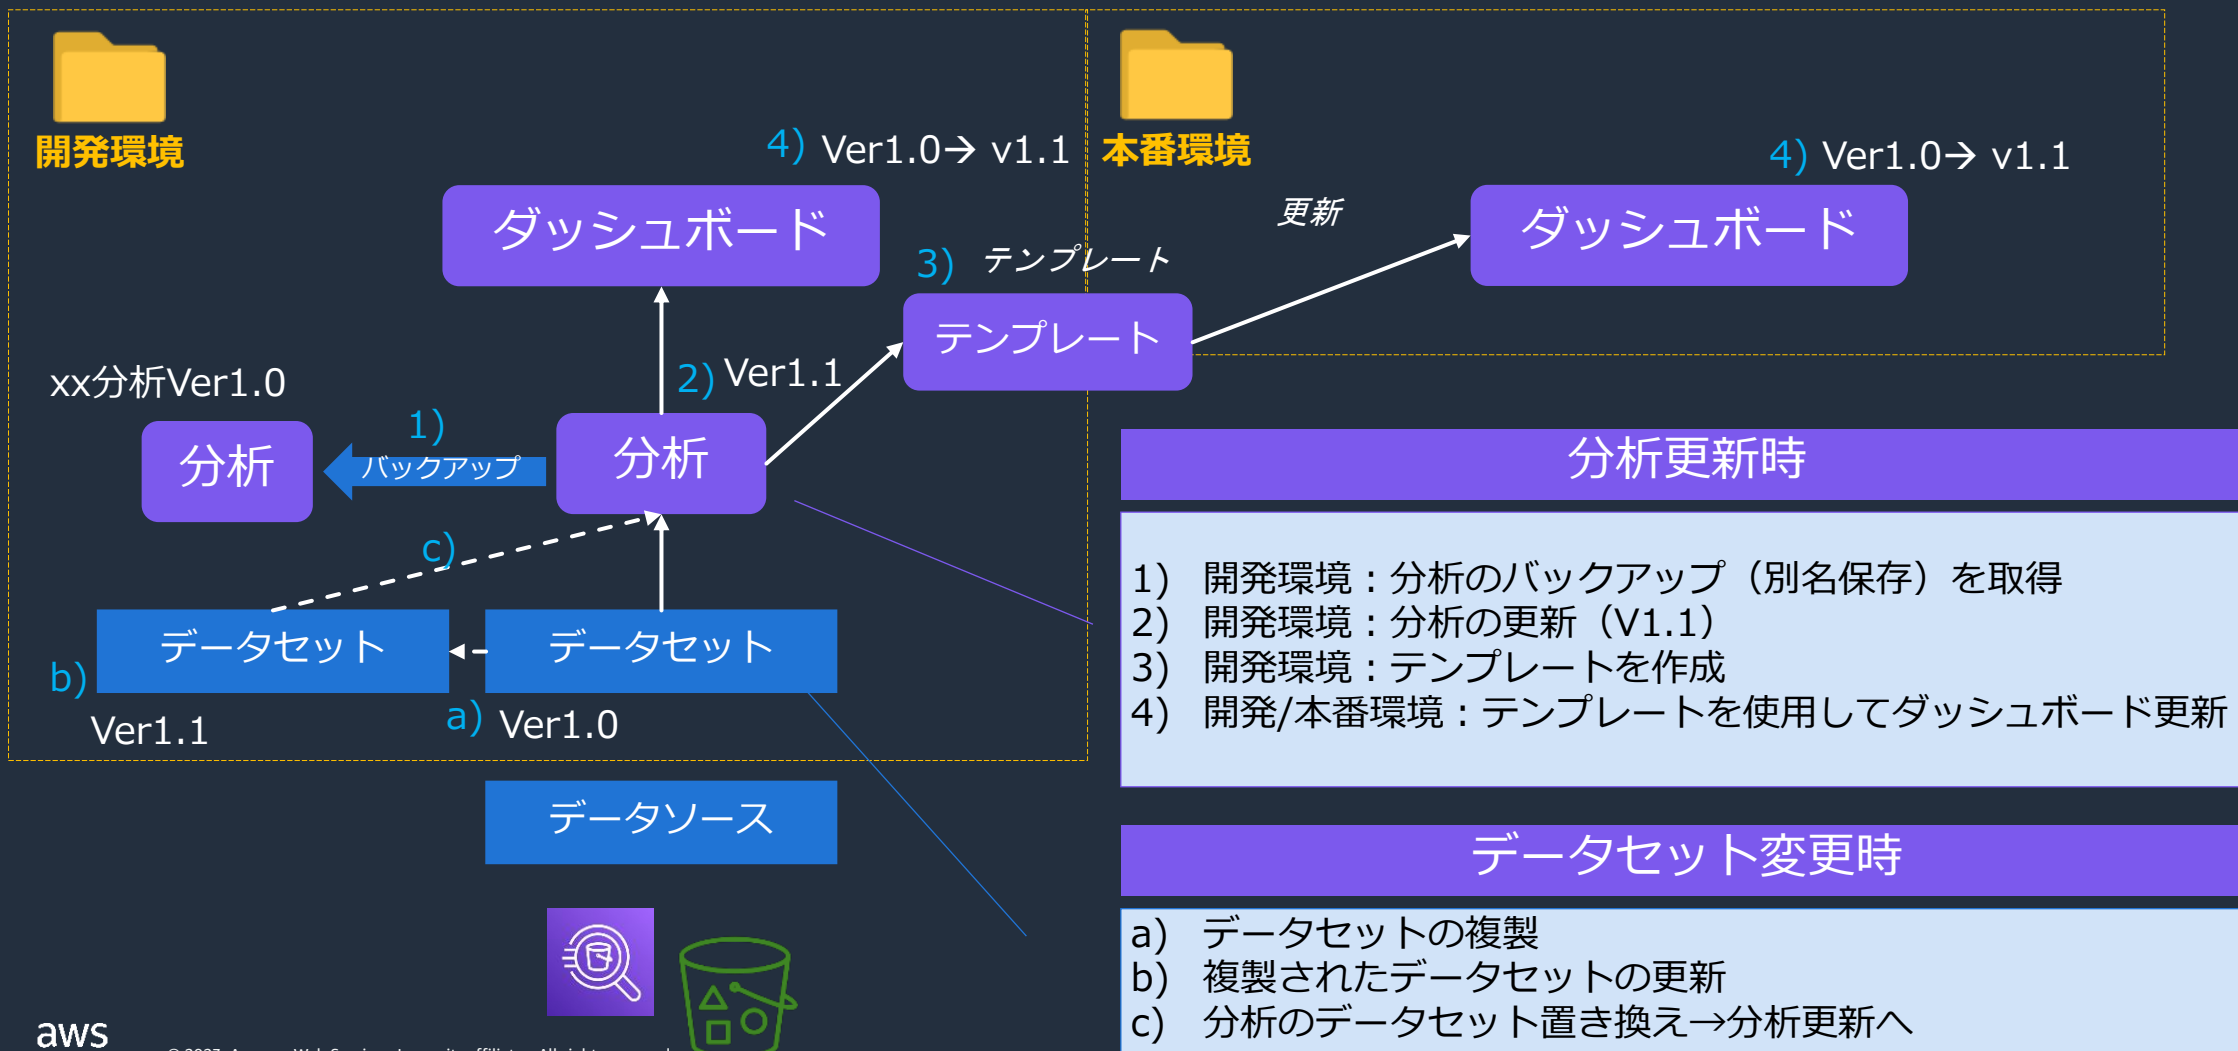 開発環境
本番環境
4) Ver1.0→ v1.1
4) Ver1.0→ v1.1
ダッシュボード
更新
ダッシュボード
3) テンプレート
テンプレート
2) Ver1.1
xx分析Ver1.0
1)
バックアップ
分析
分析
c)
データセット
データセット
b)
Ver1.1
a) Ver1.0
データソース
分析更新時
1) 開発環境：分析のバックアップ（別名保存）を取得
2) 開発環境：分析の更新（V1.1）
3) 開発環境：テンプレートを作成
4) 開発/本番環境：テンプレートを使用してダッシュボード更新
データセット変更時
a) データセットの複製
b) 複製されたデータセットの更新
c) 分析のデータセット置き換え→分析更新へ
aws